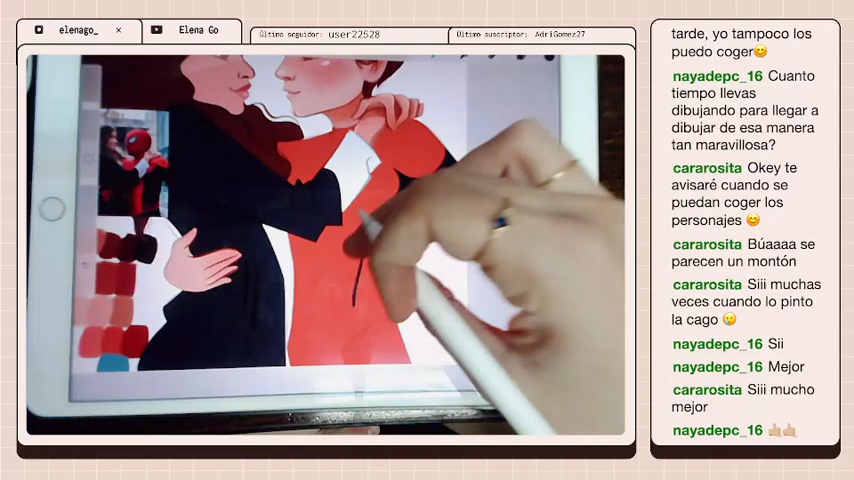 elenago_ ×
Elena Go
Último seguidor: user22528
Último suscriptor: AdriGomez27
tarde, yo tampoco los
puedo coger😊
nayadepc_16 Cuanto
tiempo llevas
dibujando para llegar a
dibujar de esa manera
tan maravillosa?
cararosita Okey te
avisaré cuando se
puedan coger los
personajes 😊
cararosita Búaaaa se
parecen un montón
cararosita Siii muchas
veces cuando lo pinto
la cago 🥲
nayadepc_16 Sii
nayadepc_16 Mejor
cararosita Siii mucho
mejor
nayadepc_16 🤙🏼🤙🏼